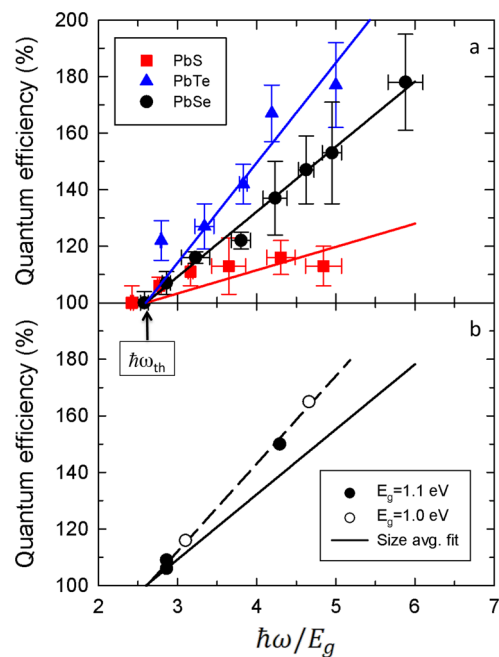 200
180
160
140
120
100
Quantum efficiency (%)
PbS
PbTe
PbSe
a
ℏω_th
180
160
140
120
100
Quantum efficiency (%)
b
E_g=1.1 eV
E_g=1.0 eV
Size avg. fit
2 3 4 5 6 7
ℏω/E_g